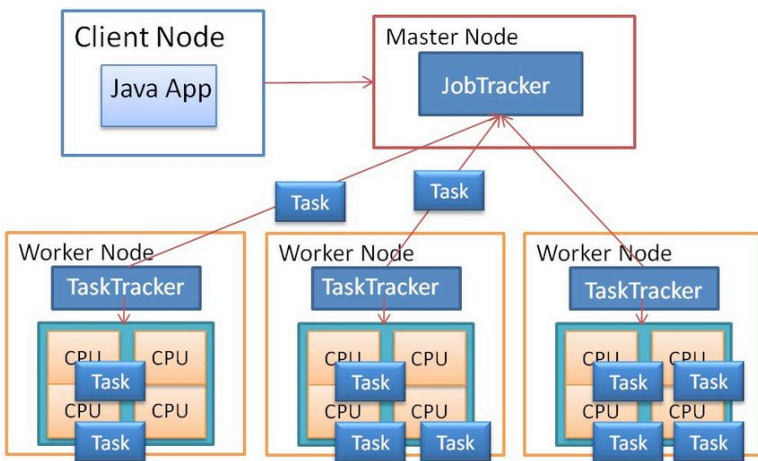 Client Node
Java App
Master Node
JobTracker
Task
Task
Worker Node
TaskTracker
CPU
CPU
Task
CPU
CPU
Task
Worker Node
TaskTracker
CPU
CPU
Task
CPU
CPU
Task
Task
Worker Node
TaskTracker
CPU
CPU
Task
Task
CPU
CPU
Task
Task